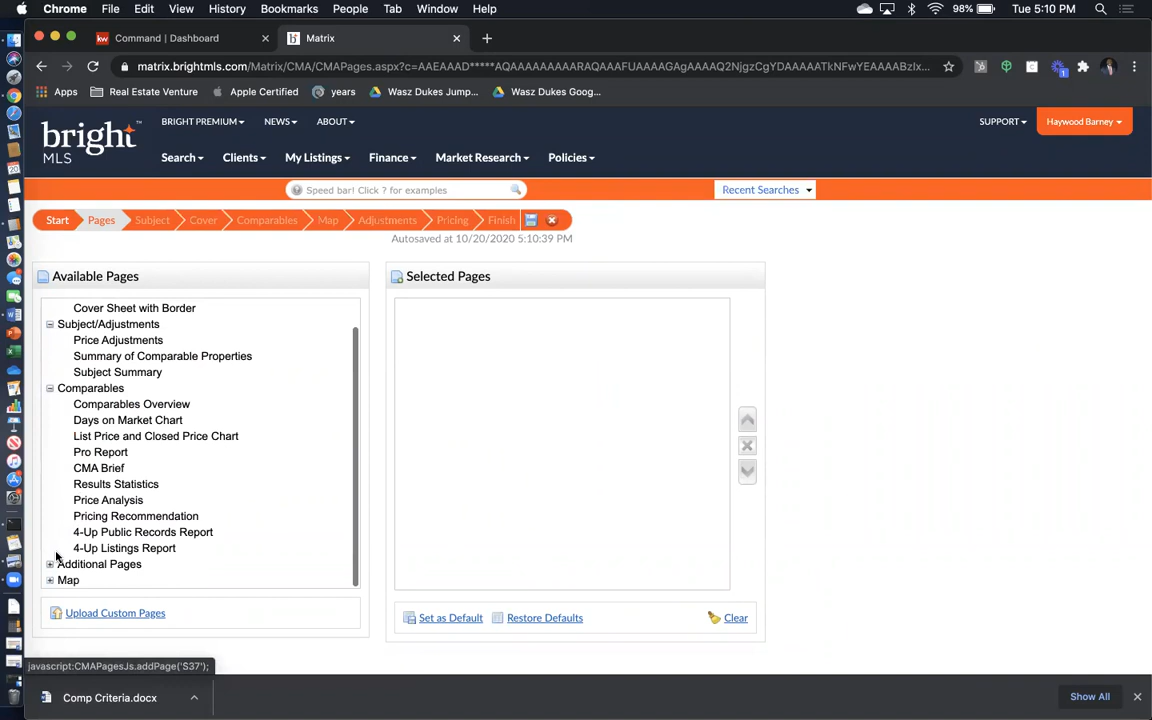 Chrome File Edit View History Bookmarks People Tab Window Help 98% Tue 5:10 PM
kw Command | Dashboard × b Matrix × +
matrix.brightmls.com/Matrix/CMA/CMAPages.aspx?c=AAEAAAD*****AQAAAAAAAAARAQAAAFUAAAAGAgAAAAQ2NjgzCgYDAAAAATkNFwYEAAAABzIx...
Apps Real Estate Venture Apple Certified years Wasz Dukes Jump... Wasz Dukes Goog...
bright
MLS
BRIGHT PREMIUM NEWS ABOUT SUPPORT Haywood Barney
Search Clients My Listings Finance Market Research Policies
Speed bar! Click ? for examples Recent Searches
Start Pages Subject Cover Comparables Map Adjustments Pricing Finish
Autosaved at 10/20/2020 5:10:39 PM
Available Pages
Cover Sheet with Border
Subject/Adjustments
Price Adjustments
Summary of Comparable Properties
Subject Summary
Comparables
Comparables Overview
Days on Market Chart
List Price and Closed Price Chart
Pro Report
CMA Brief
Results Statistics
Price Analysis
Pricing Recommendation
4-Up Public Records Report
4-Up Listings Report
Additional Pages
Map
Upload Custom Pages
Selected Pages
Set as Default Restore Defaults Clear
javascript:CMAPagesJs.addPage('S37');
Comp Criteria.docx Show All